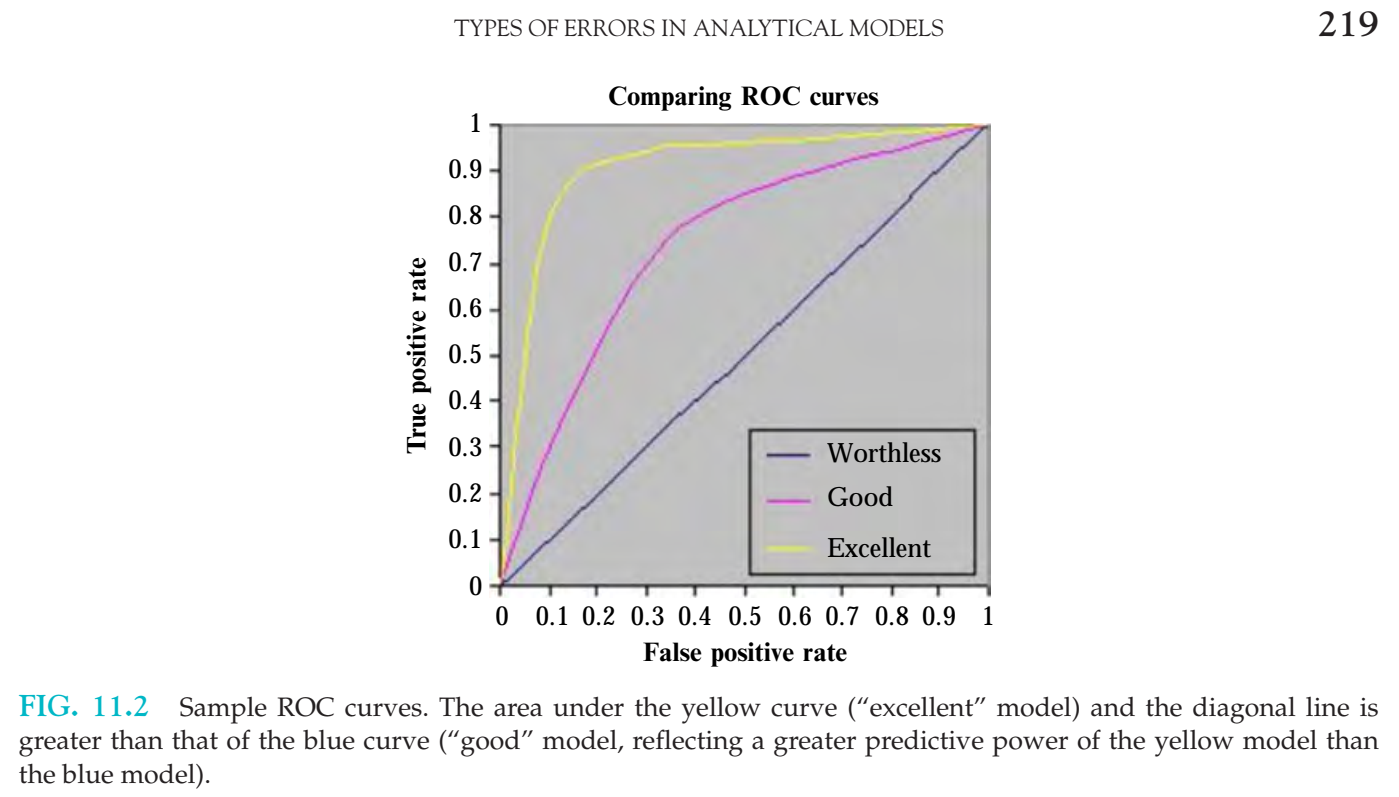 TYPES OF ERRORS IN ANALYTICAL MODELS 219
Comparing ROC curves
1
0.9
0.8
0.7
0.6
0.5
0.4
0.3
0.2
0.1
0
True positive rate
Worthless
Good
Excellent
0 0.1 0.2 0.3 0.4 0.5 0.6 0.7 0.8 0.9 1
False positive rate
FIG. 11.2 Sample ROC curves. The area under the yellow curve (“excellent” model) and the diagonal line is
greater than that of the blue curve (“good” model, reflecting a greater predictive power of the yellow model than
the blue model).